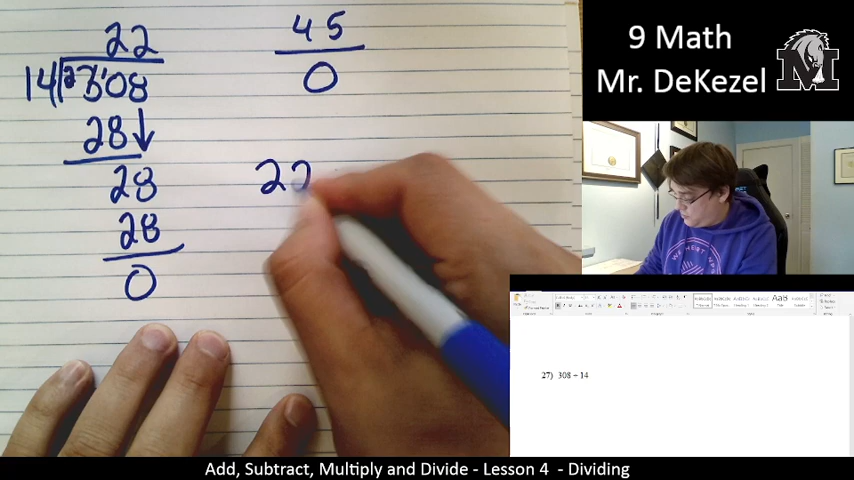 22
14 308
28
28
28
0
45
0
22
9 Math
Mr. DeKezel
M
27) 308 ÷ 14
Add, Subtract, Multiply and Divide - Lesson 4 - Dividing